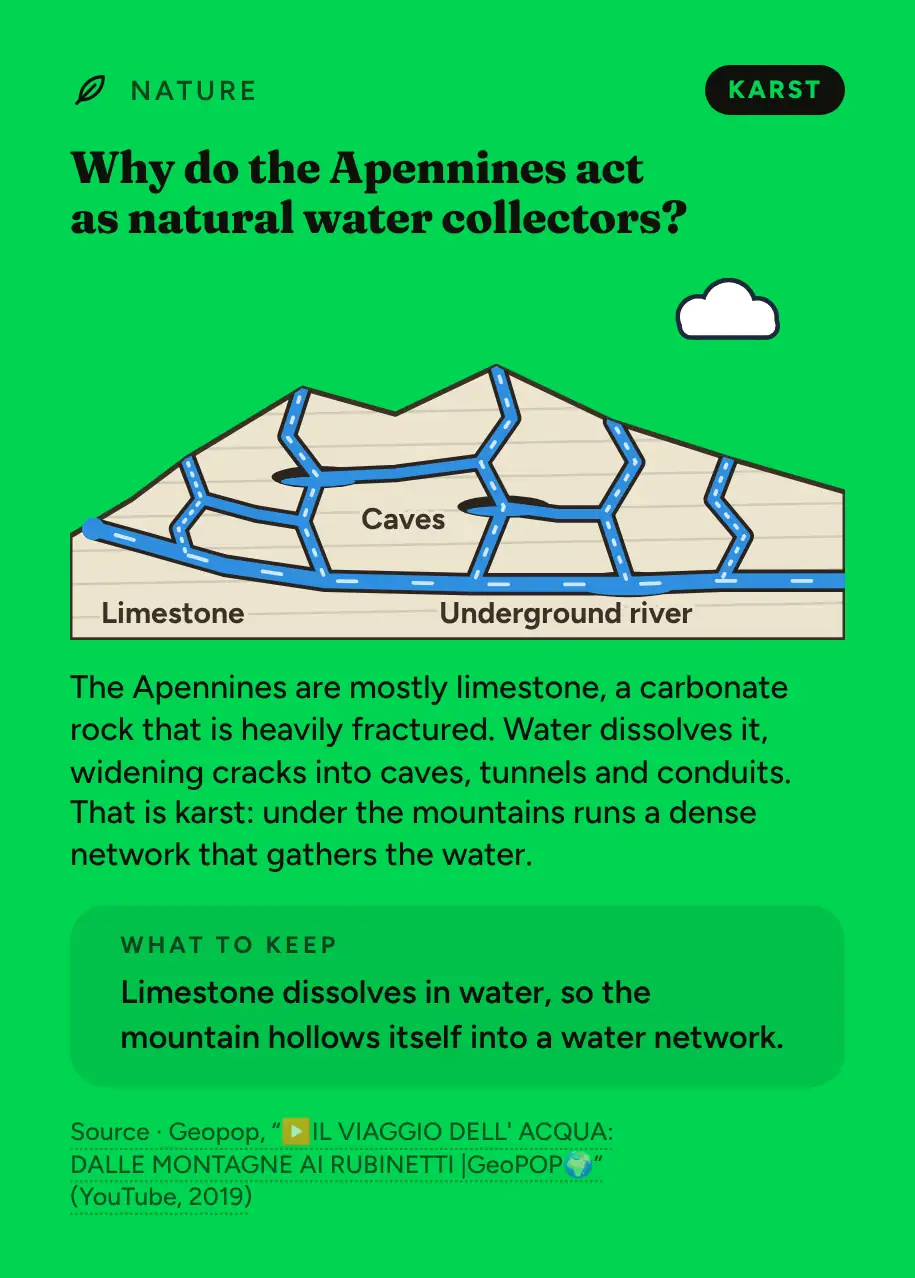 NATURE
KARST
Why do the Apennines act
as natural water collectors?
Caves
Limestone
Underground river
The Apennines are mostly limestone, a carbonate
rock that is heavily fractured. Water dissolves it,
widening cracks into caves, tunnels and conduits.
That is karst: under the mountains runs a dense
network that gathers the water.
WHAT TO KEEP
Limestone dissolves in water, so the
mountain hollows itself into a water network.
Source · Geopop, “▶️IL VIAGGIO DELL' ACQUA:
DALLE MONTAGNE AI RUBINETTI |GeoPOP🌍”
(YouTube, 2019)